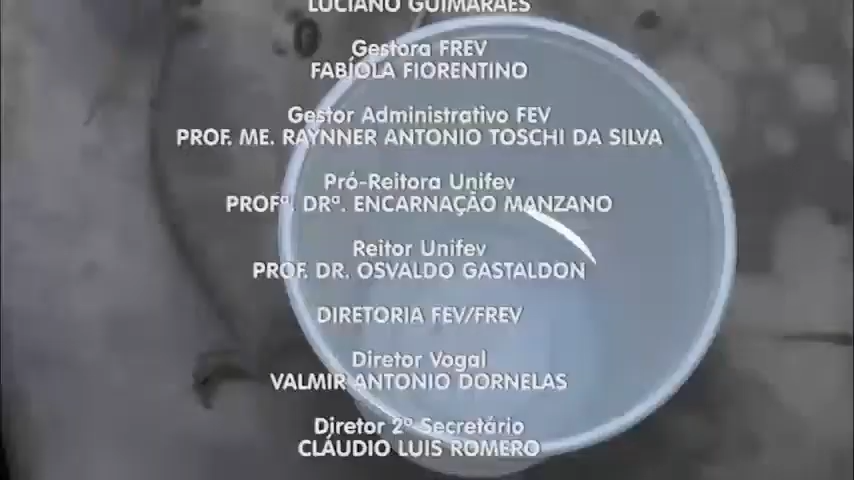 LUCIANO GUIMARÃES
Gestora FREV
FABÍOLA FIORENTINO
Gestor Administrativo FEV
PROF. ME. RAYNNER ANTONIO TOSCHI DA SILVA
Pró-Reitora Unifev
PROFª. DRª. ENCARNAÇÃO MANZANO
Reitor Unifev
PROF. DR. OSVALDO GASTALDON
DIRETORIA FEV/FREV
Diretor Vogal
VALMIR ANTONIO DORNELAS
Diretor 2º Secretário
CLÁUDIO LUIS ROMERO